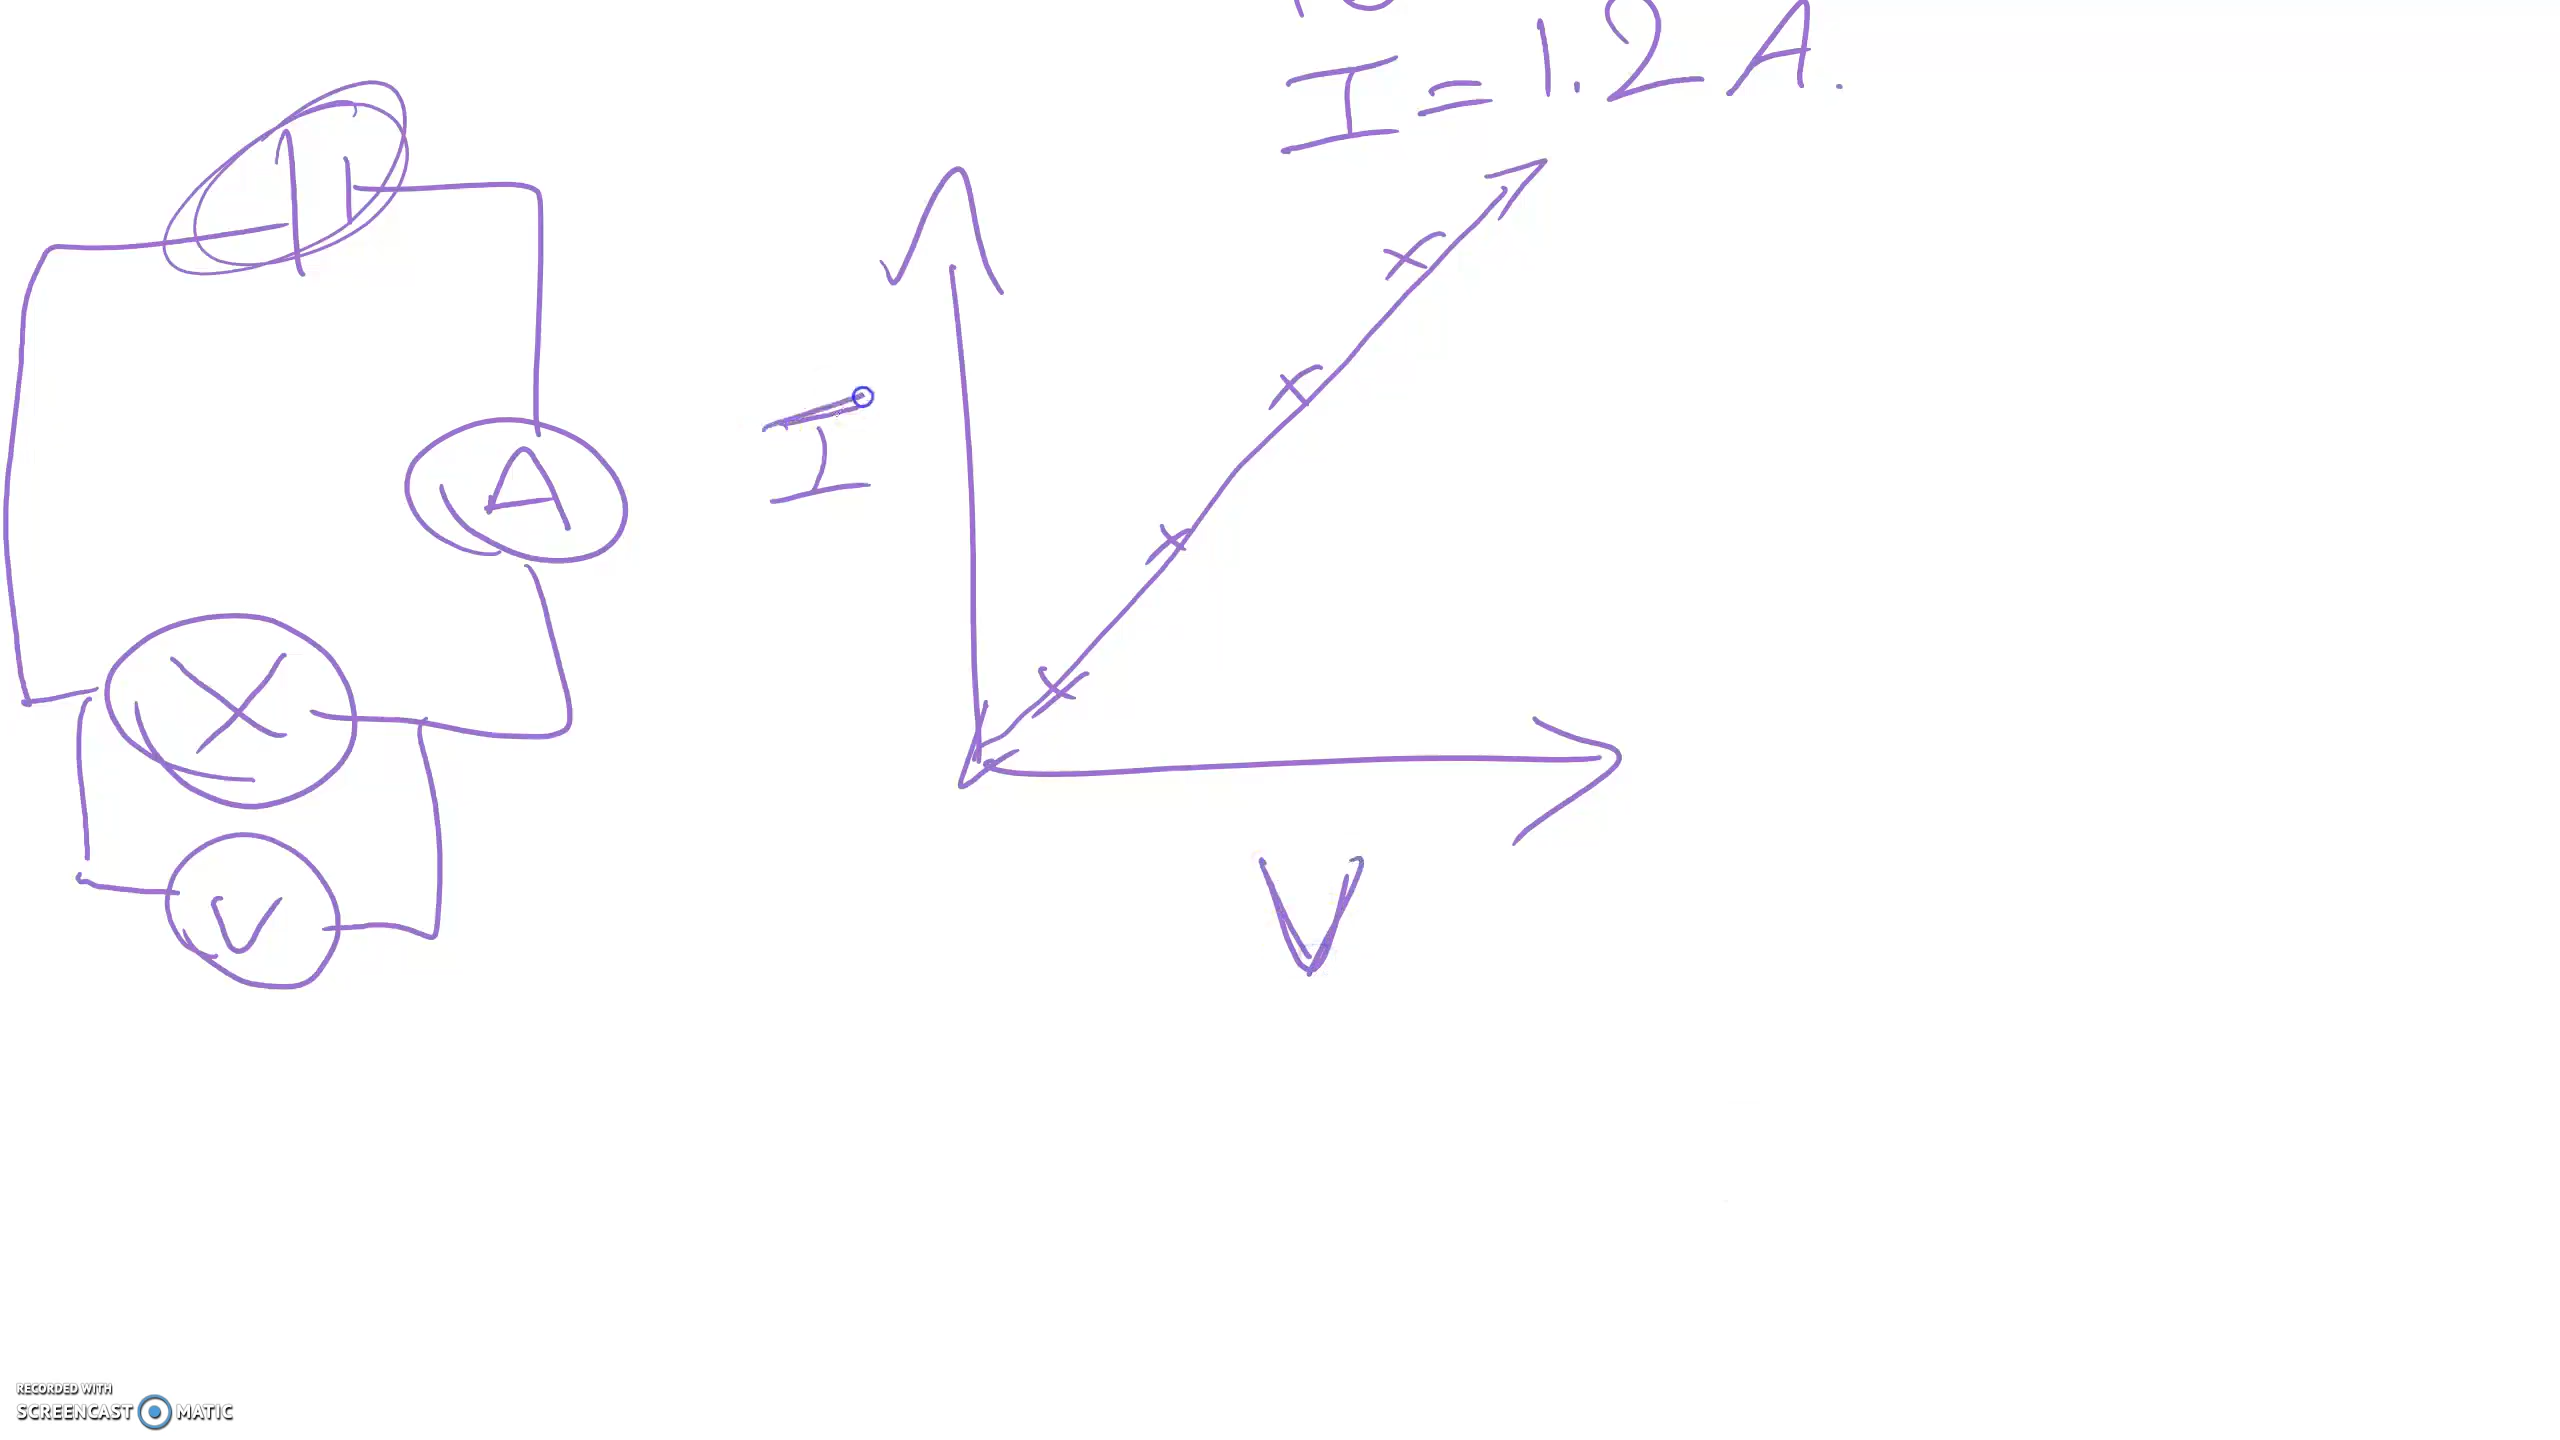 I = 1.2 A.
I
A
X
V
V
RECORDED WITH
SCREENCAST MATIC